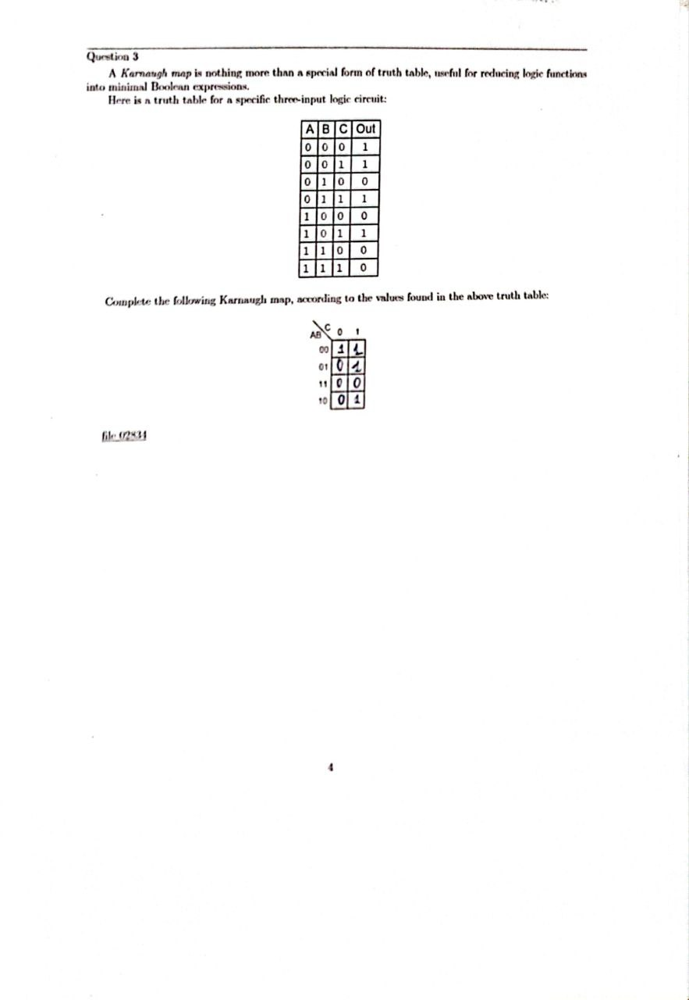 Question 3
A Karnaugh map is nothing more than a special form of truth table, useful for reducing logic functions
into minimal Boolean expressions.
Here is a truth table for a specific three-input logic circuit:
A B C Out
0 0 0 1
0 0 1 1
0 1 0 0
0 1 1 1
1 0 0 0
1 0 1 1
1 1 0 0
1 1 1 0
Complete the following Karnaugh map, according to the values found in the above truth table:
C 0 1
AB
00 1 1
01 0 1
11 0 0
10 0 1
file 02834
4